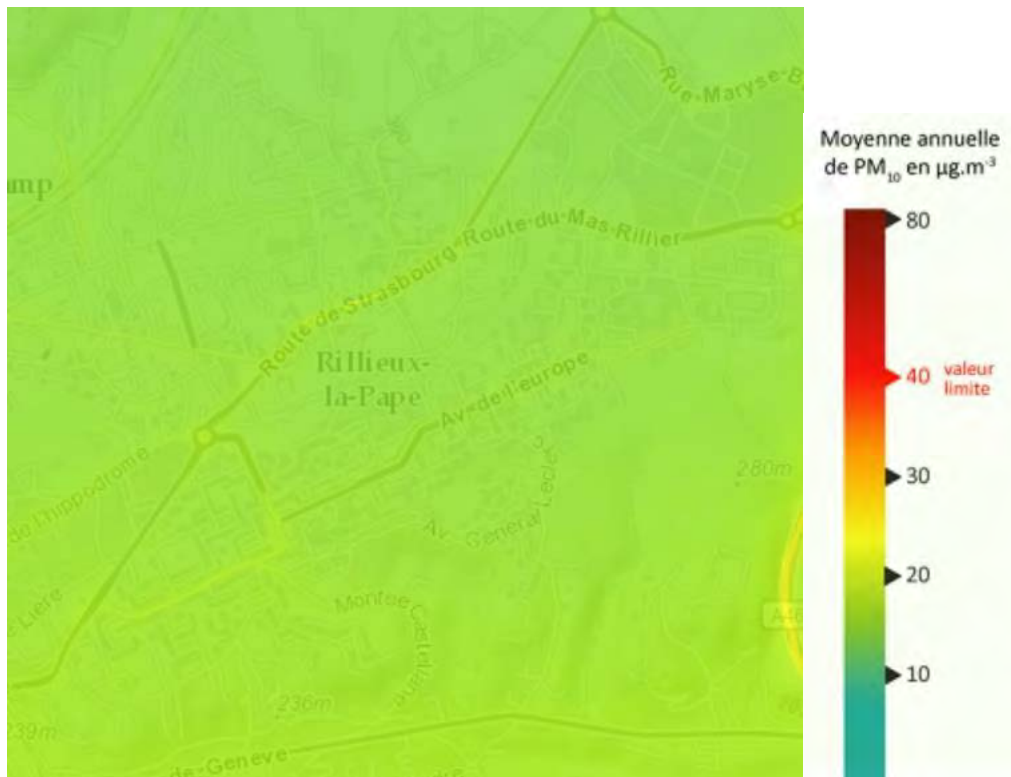 Rue-Maryse-B
amp
Route-du-Mas-Rillier
Route-de-Strasbourg-
Rillieux-
la-Pape
Av.-de-l'europe
280m
de l'hippodrome
Av. General Leclerc
Montoe Castellane
236m
239m
de-Geneve
Moyenne annuelle
de PM10 en µg.m-3
80
40 valeur
limite
30
20
10